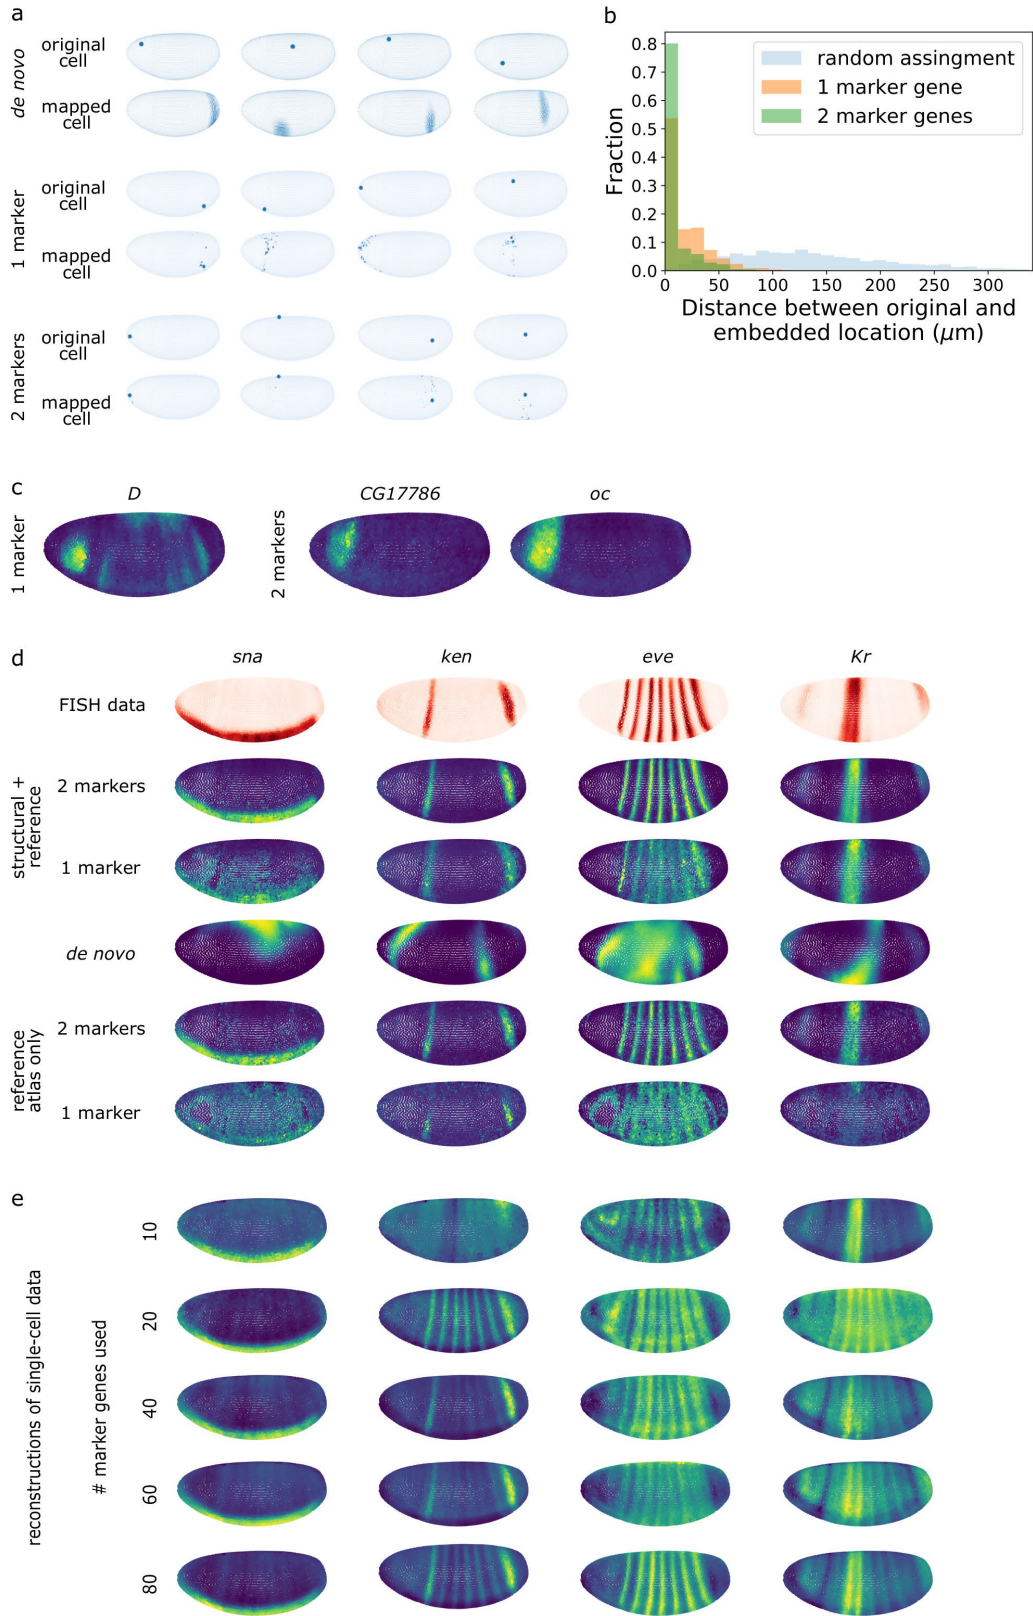 a
de novo
original
cell
mapped
cell
1 marker
original
cell
mapped
cell
2 markers
original
cell
mapped
cell
b
Fraction
0.8
0.7
0.6
0.5
0.4
0.3
0.2
0.1
0.0
random assingment
1 marker gene
2 marker genes
0 50 100 150 200 250 300
Distance between original and
embedded location (μm)
c
1 marker
D
2 markers
CG17786 oc
d
sna ken eve Kr
FISH data
structural +
reference
2 markers
1 marker
de novo
reference
atlas only
2 markers
1 marker
e
reconstructions of single-cell data
# marker genes used
10
20
40
60
80